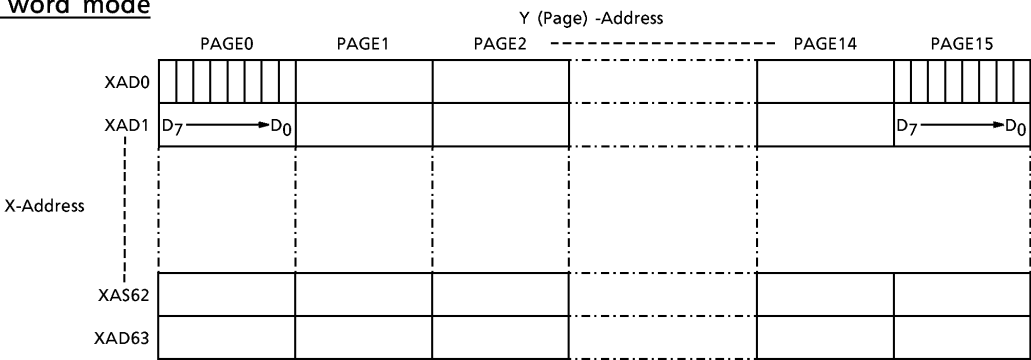 word mode
Y (Page) -Address
PAGE0 PAGE1 PAGE2 PAGE14 PAGE15
XAD0
XAD1 D7 D0 D7 D0
X-Address
XAS62
XAD63